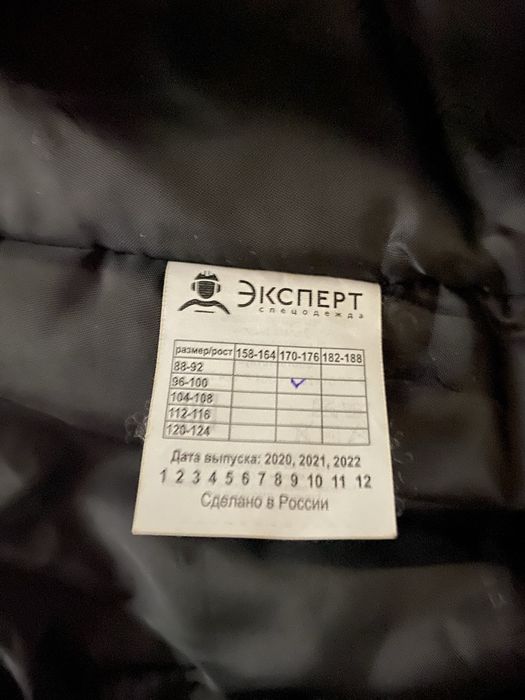 ЭКСПЕРТ
спецодежда
размер/рост 158-164 170-176 182-188
88-92
96-100
104-108
112-116
120-124
Дата выпуска: 2020, 2021, 2022
1 2 3 4 5 6 7 8 9 10 11 12
Сделано в России